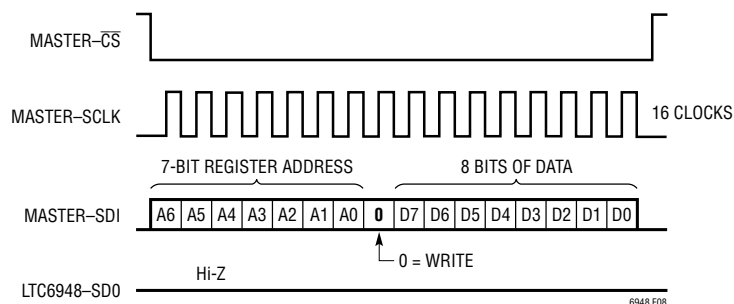 MASTER–CS
MASTER–SCLK
16 CLOCKS
7-BIT REGISTER ADDRESS 8 BITS OF DATA
MASTER–SDI A6 A5 A4 A3 A2 A1 A0 0 D7 D6 D5 D4 D3 D2 D1 D0
0 = WRITE
Hi-Z
LTC6948–SD0
6948 F08